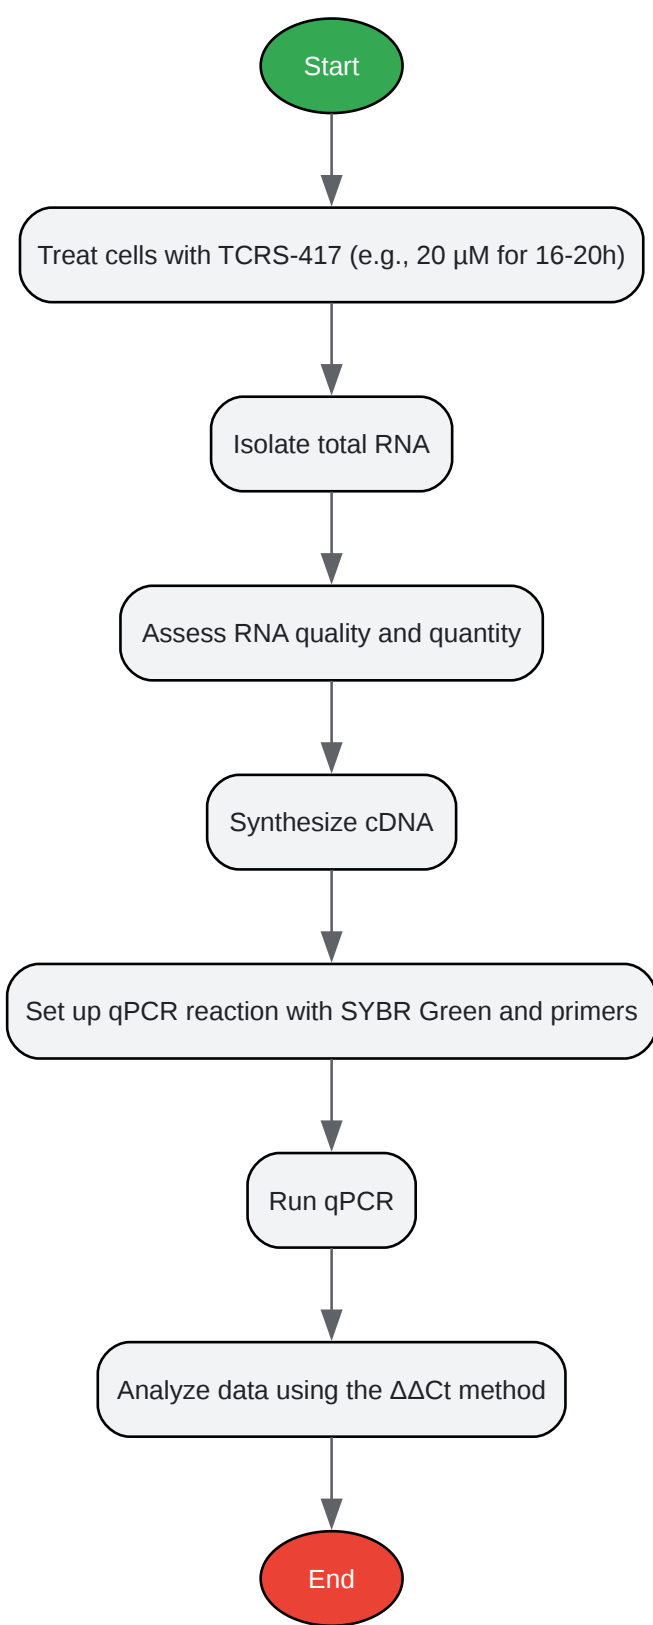 Start
Treat cells with TCRS-417 (e.g., 20 µM for 16-20h)
Isolate total RNA
Assess RNA quality and quantity
Synthesize cDNA
Set up qPCR reaction with SYBR Green and primers
Run qPCR
Analyze data using the ΔΔCt method
End